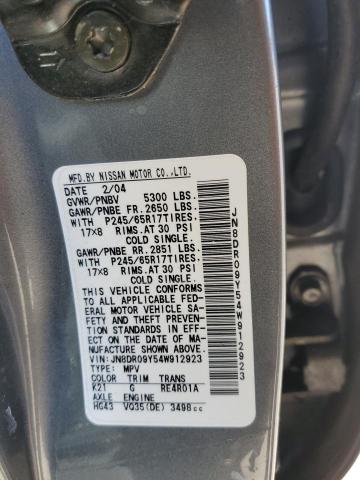 MFD.BY NISSAN MOTOR CO.,LTD.
DATE 2/04
GVWR/PNBV 5300 LBS.
GAWR/PNBE FR.2650 LBS.
WITH P245/65R17TIRES.
17x8 RIMS.AT 30 PSI
COLD SINGLE.
GAWR/PNBE RR.2851 LBS.
WITH P245/65R17TIRES.
17x8 RIMS.AT 30 PSI
COLD SINGLE.
THIS VEHICLE CONFORMS
TO ALL APPLICABLE FED-
ERAL MOTOR VEHICLE SA-
FETY AND THEFT PREVEN-
TION STANDARDS IN EFF-
ECT ON THE DATE OF MA-
MANUFACTURE SHOWN ABOVE.
VIN:JN8DR09Y54W912923
TYPE: MPV
COLOR TRIM TRANS
K21 G RE4R01A
AXLE ENGINE
HG43 VQ35(DE) 3498cc
JN8DR09Y54W912923